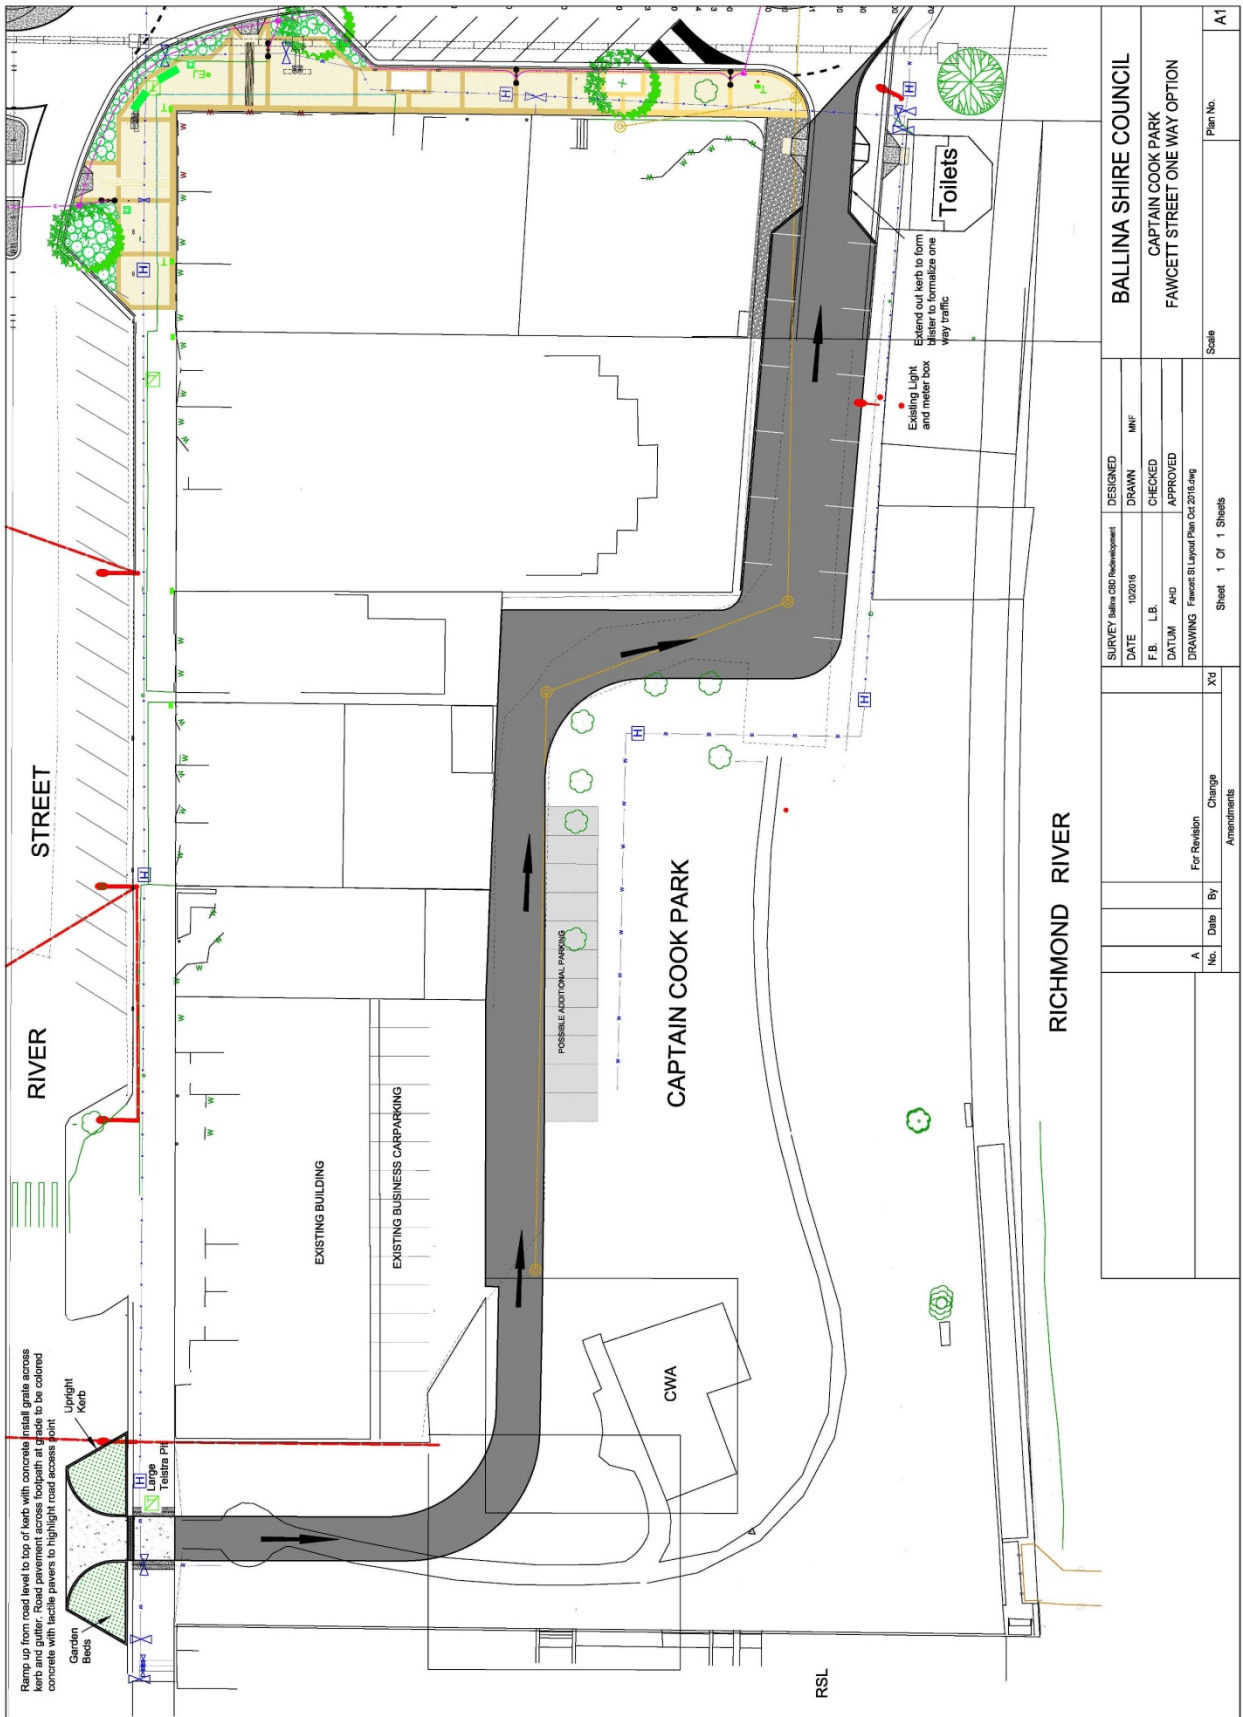 Ramp up from road level to top of kerb with concrete install grate across
kerb and gutter. Road pavement across footpath at grade to be colored
concrete with tactile pavers to highlight road access point
Upright
Kerb
Garden
Beds
Large
Telstra Pit
RIVER STREET
EXISTING BUILDING
EXISTING BUSINESS CARPARKING
POSSIBLE ADDITIONAL PARKING
CAPTAIN COOK PARK
CWA
RSL
RICHMOND RIVER
Existing Light
and meter box
Extend out kerb to form
blister to formalize one
way traffic
Toilets
A
For Revision
No. Date By Change X'd
Amendments
SURVEY Ballina CBD Redevelopment
DATE 10/2016
F.B. L.B.
DATUM AHD
DRAWING Fawcett St Layout Plan Oct 2016.dwg
DESIGNED
DRAWN MNF
CHECKED
APPROVED
Sheet 1 Of 1 Sheets
BALLINA SHIRE COUNCIL
CAPTAIN COOK PARK
FAWCETT STREET ONE WAY OPTION
Scale
Plan No.
A1